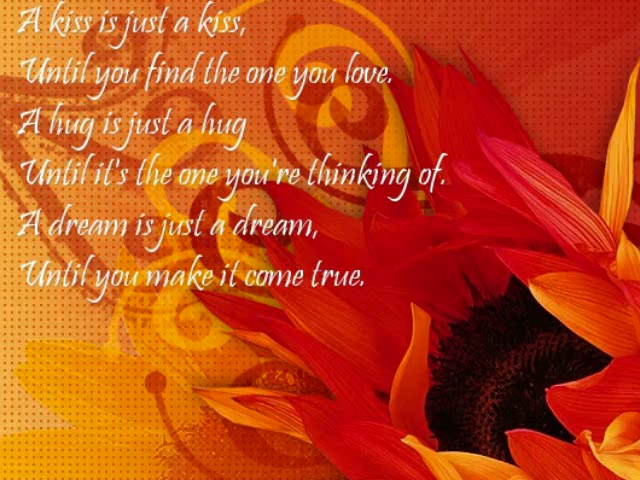 A kiss is just a kiss,
Until you find the one you love.
A hug is just a hug
Until it's the one you're thinking of.
A dream is just a dream,
Until you make it come true.